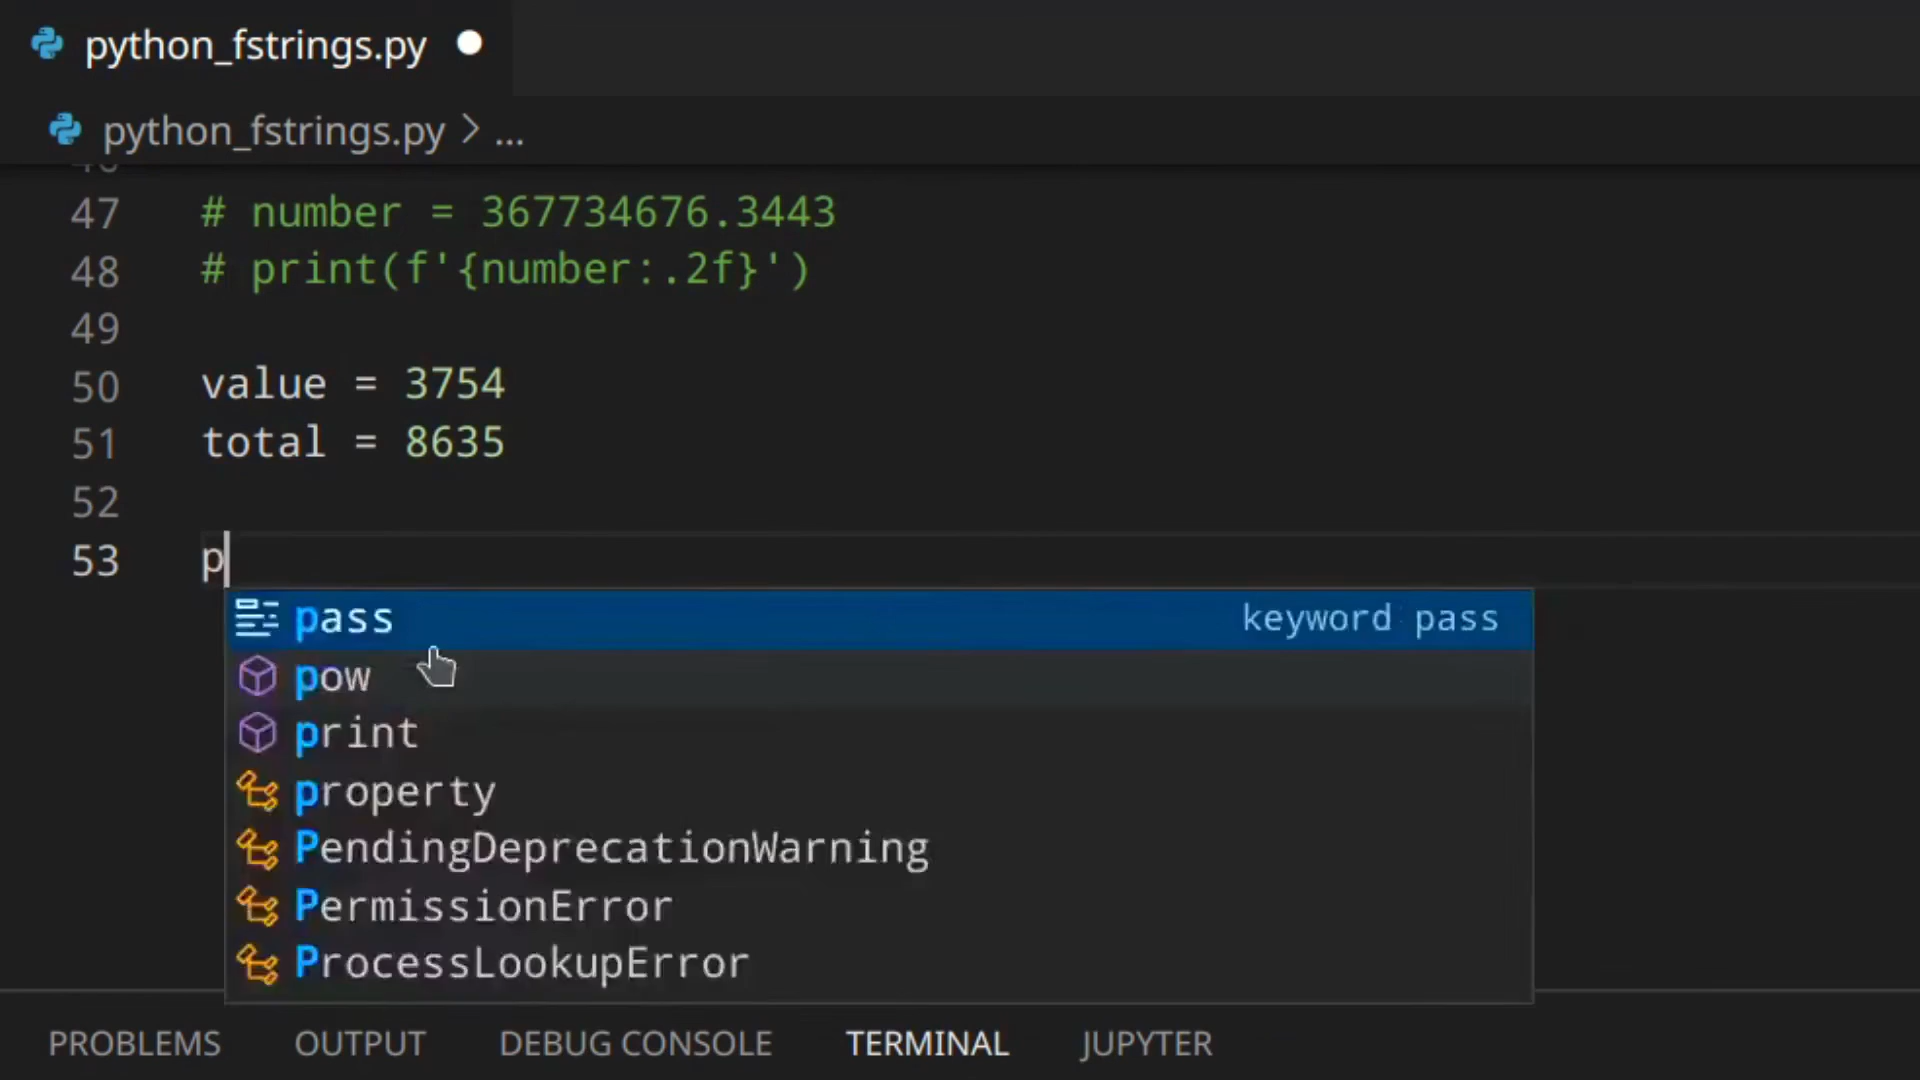 python_fstrings.py
python_fstrings.py > ...
47 # number = 367734676.3443
48 # print(f'{number:.2f}')
49
50 value = 3754
51 total = 8635
52
53 p
pass keyword pass
pow
print
property
PendingDeprecationWarning
PermissionError
ProcessLookupError
PROBLEMS OUTPUT DEBUG CONSOLE TERMINAL JUPYTER